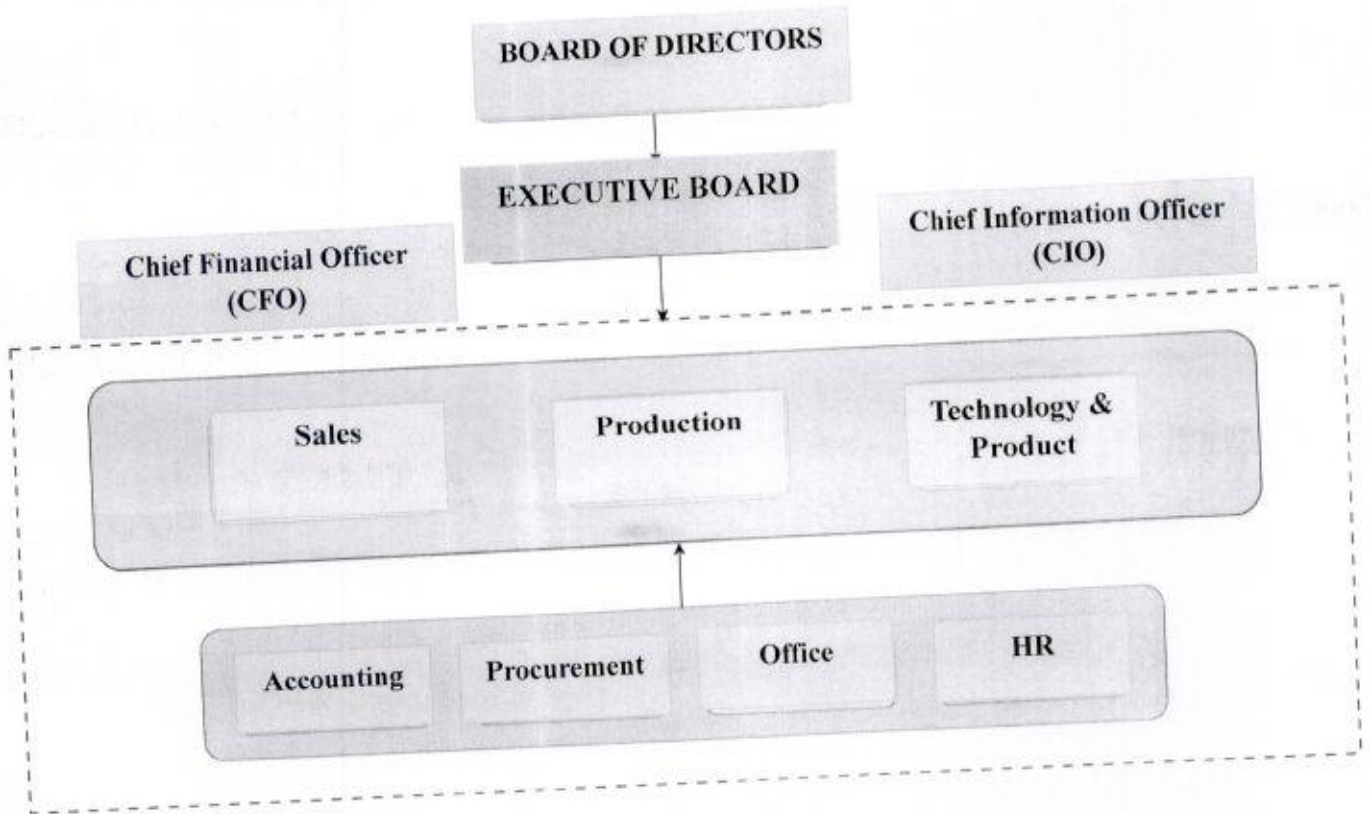 BOARD OF DIRECTORS
EXECUTIVE BOARD
Chief Financial Officer
(CFO)
Chief Information Officer
(CIO)
Sales
Production
Technology &
Product
Accounting
Procurement
Office
HR